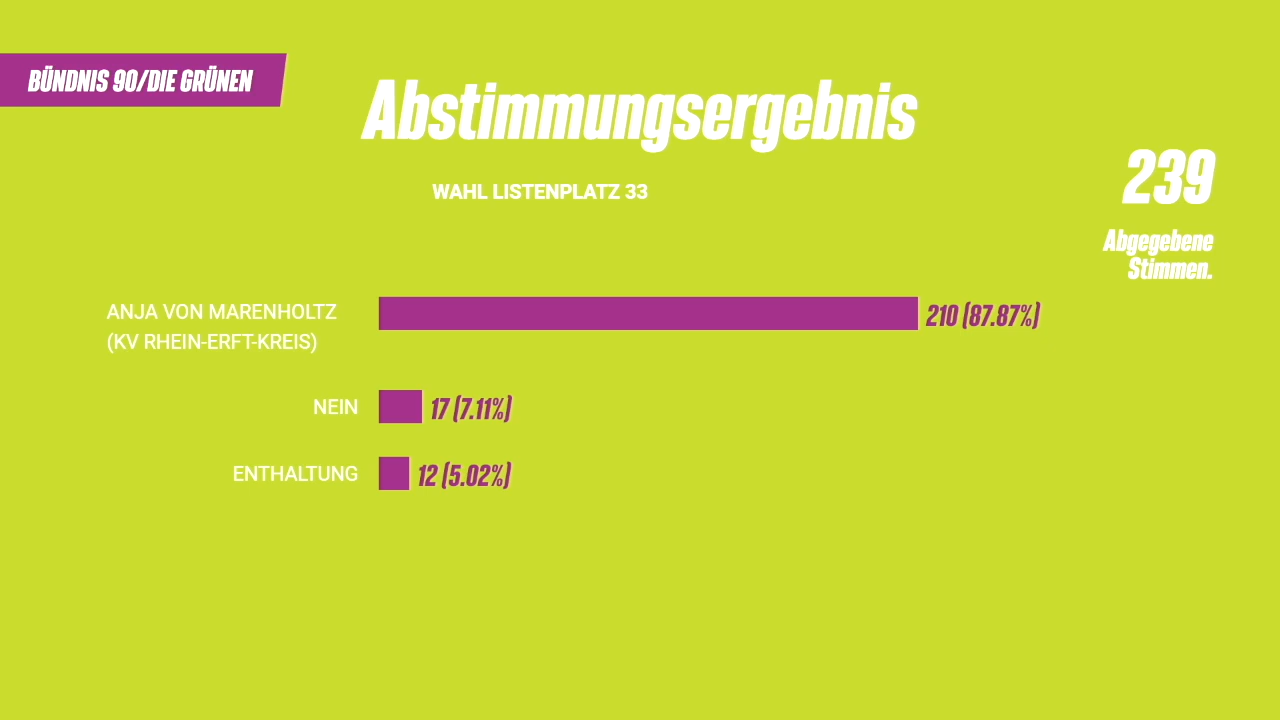 BÜNDNIS 90/DIE GRÜNEN
Abstimmungsergebnis
WAHL LISTENPLATZ 33
239
Abgegebene
Stimmen.
ANJA VON MARENHOLTZ
(KV RHEIN-ERFT-KREIS)
210 (87.87%)
NEIN
17 (7.11%)
ENTHALTUNG
12 (5.02%)